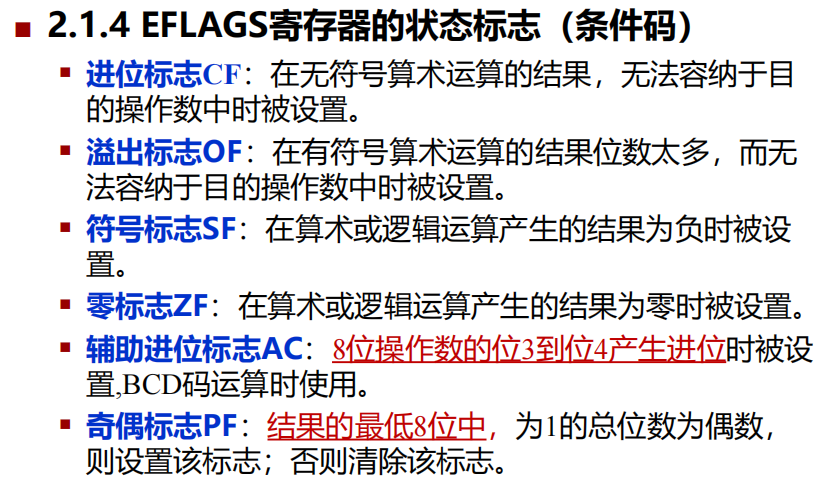 2.1.4 EFLAGS寄存器的状态标志（条件码）
进位标志CF：在无符号算术运算的结果，无法容纳于目
的操作数中时被设置。
溢出标志OF：在有符号算术运算的结果位数太多，而无
法容纳于目的操作数中时被设置。
符号标志SF：在算术或逻辑运算产生的结果为负时被设
置。
零标志ZF：在算术或逻辑运算产生的结果为零时被设置。
辅助进位标志AC：8位操作数的位3到位4产生进位时被设
置,BCD码运算时使用。
奇偶标志PF：结果的最低8位中，为1的总位数为偶数，
则设置该标志；否则清除该标志。